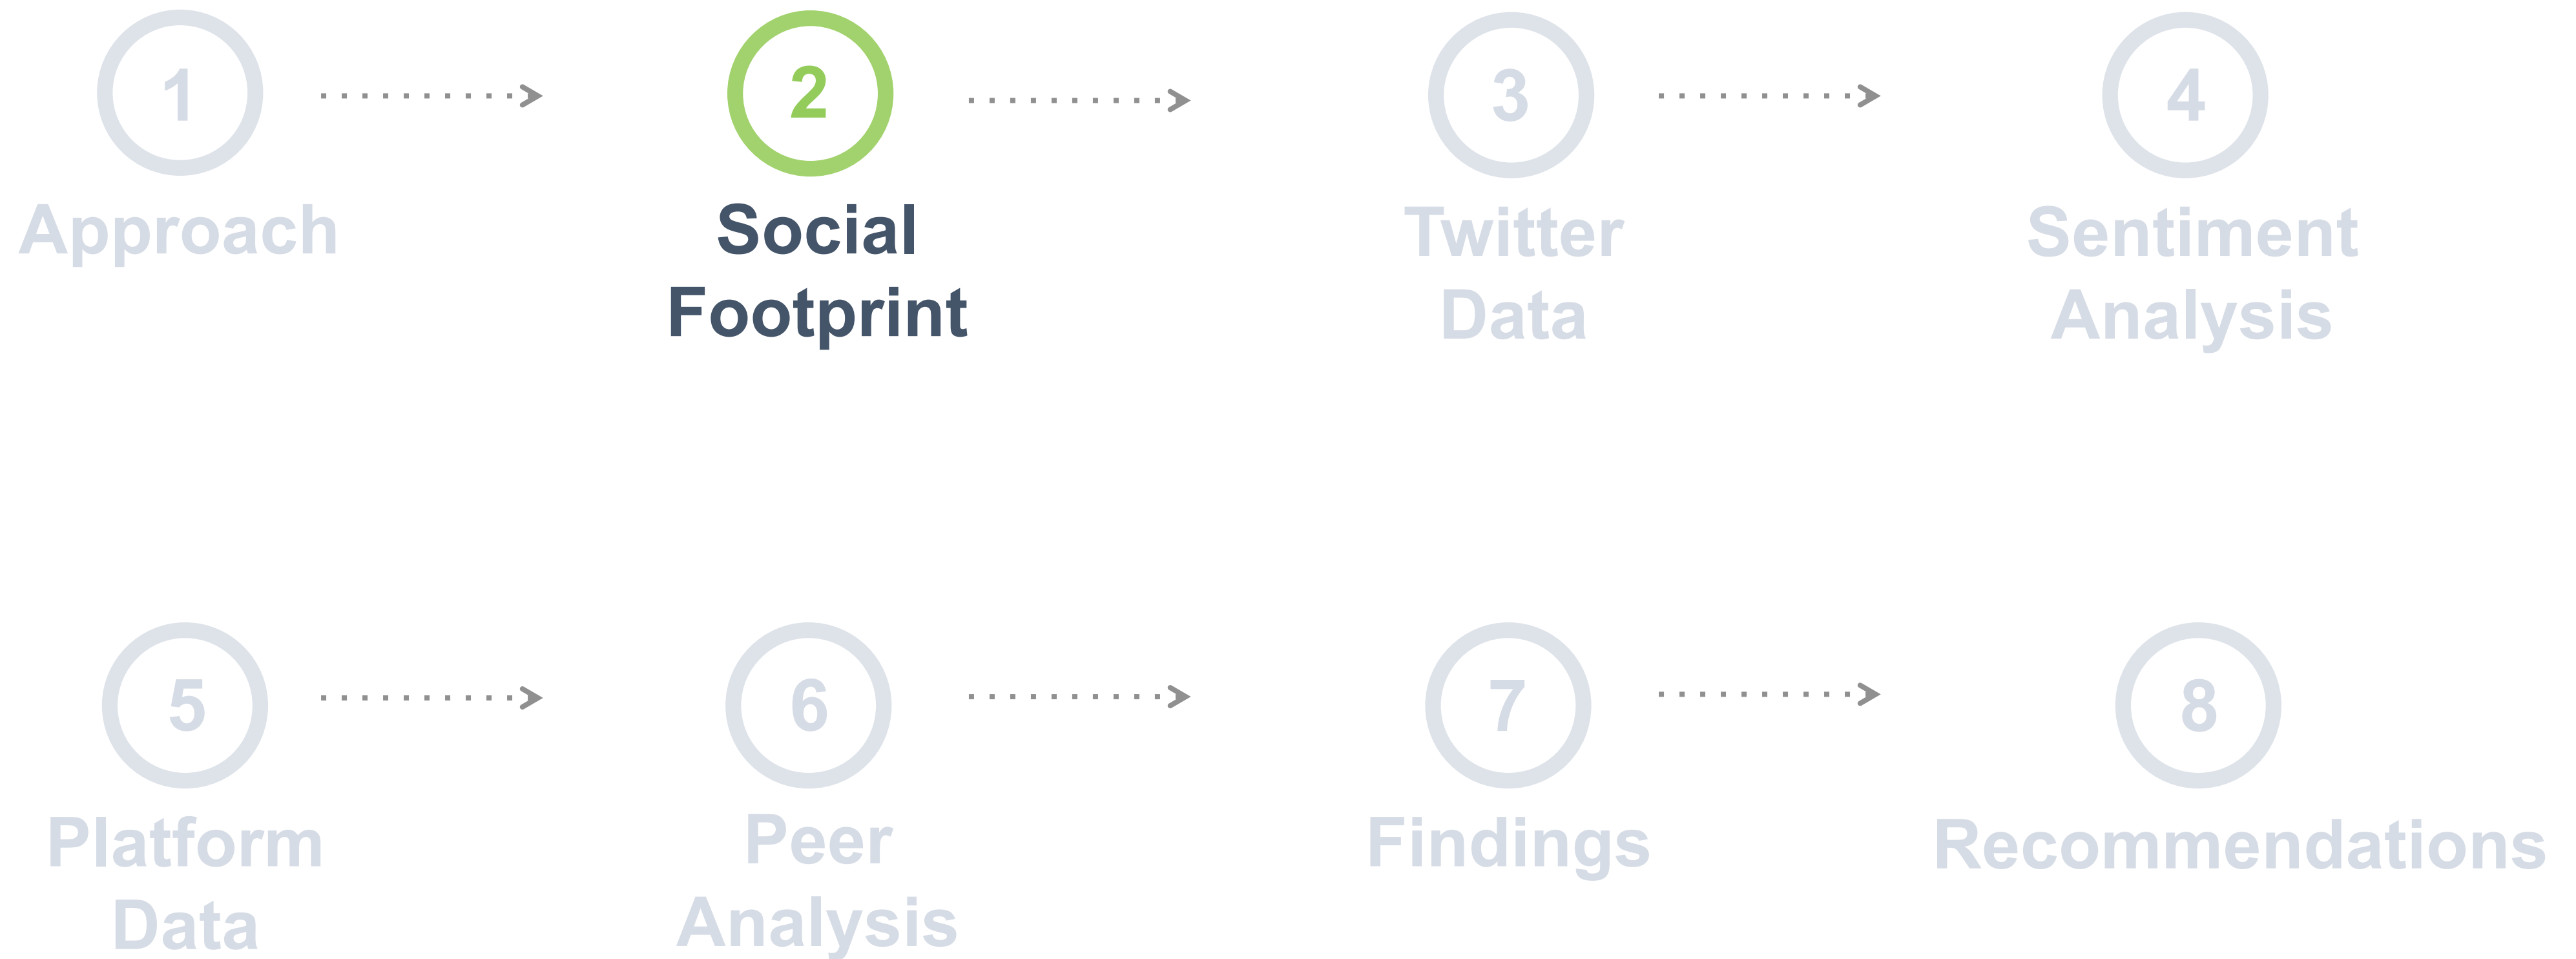 1
Approach
2
Social
Footprint
3
Twitter
Data
4
Sentiment
Analysis
5
Platform
Data
6
Peer
Analysis
7
Findings
8
Recommendations